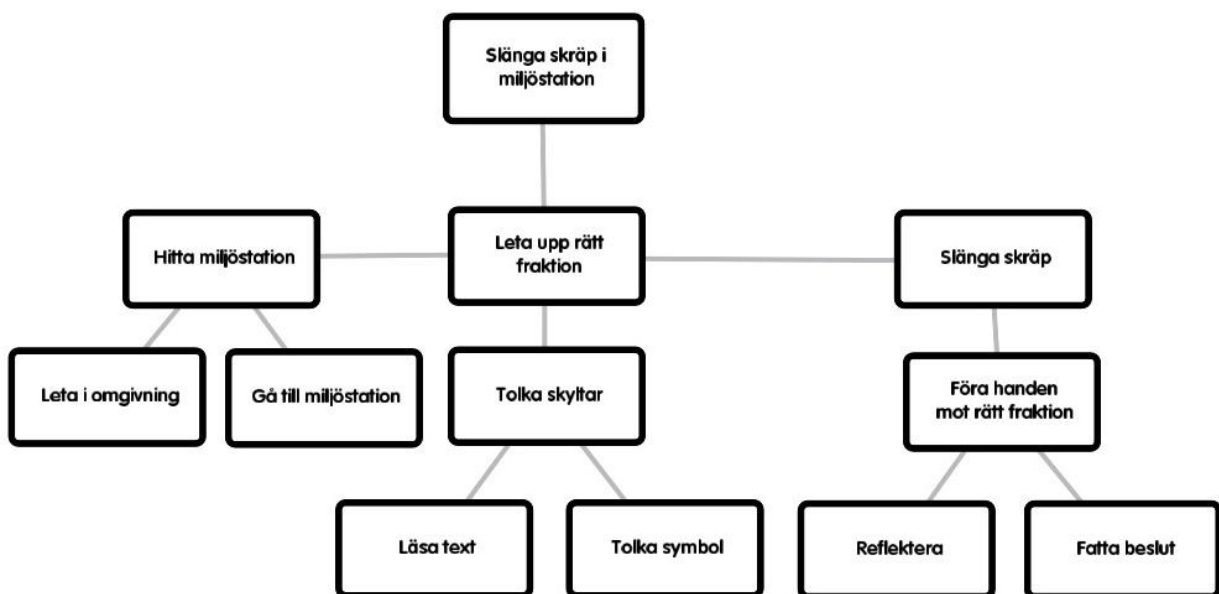 Slänga skräp i
miljöstation
Hitta miljöstation
Leta upp rätt
fraktion
Slänga skräp
Leta i omgivning
Gå till miljöstation
Tolka skyltar
Föra handen
mot rätt fraktion
Läsa text
Tolka symbol
Reflektera
Fatta beslut